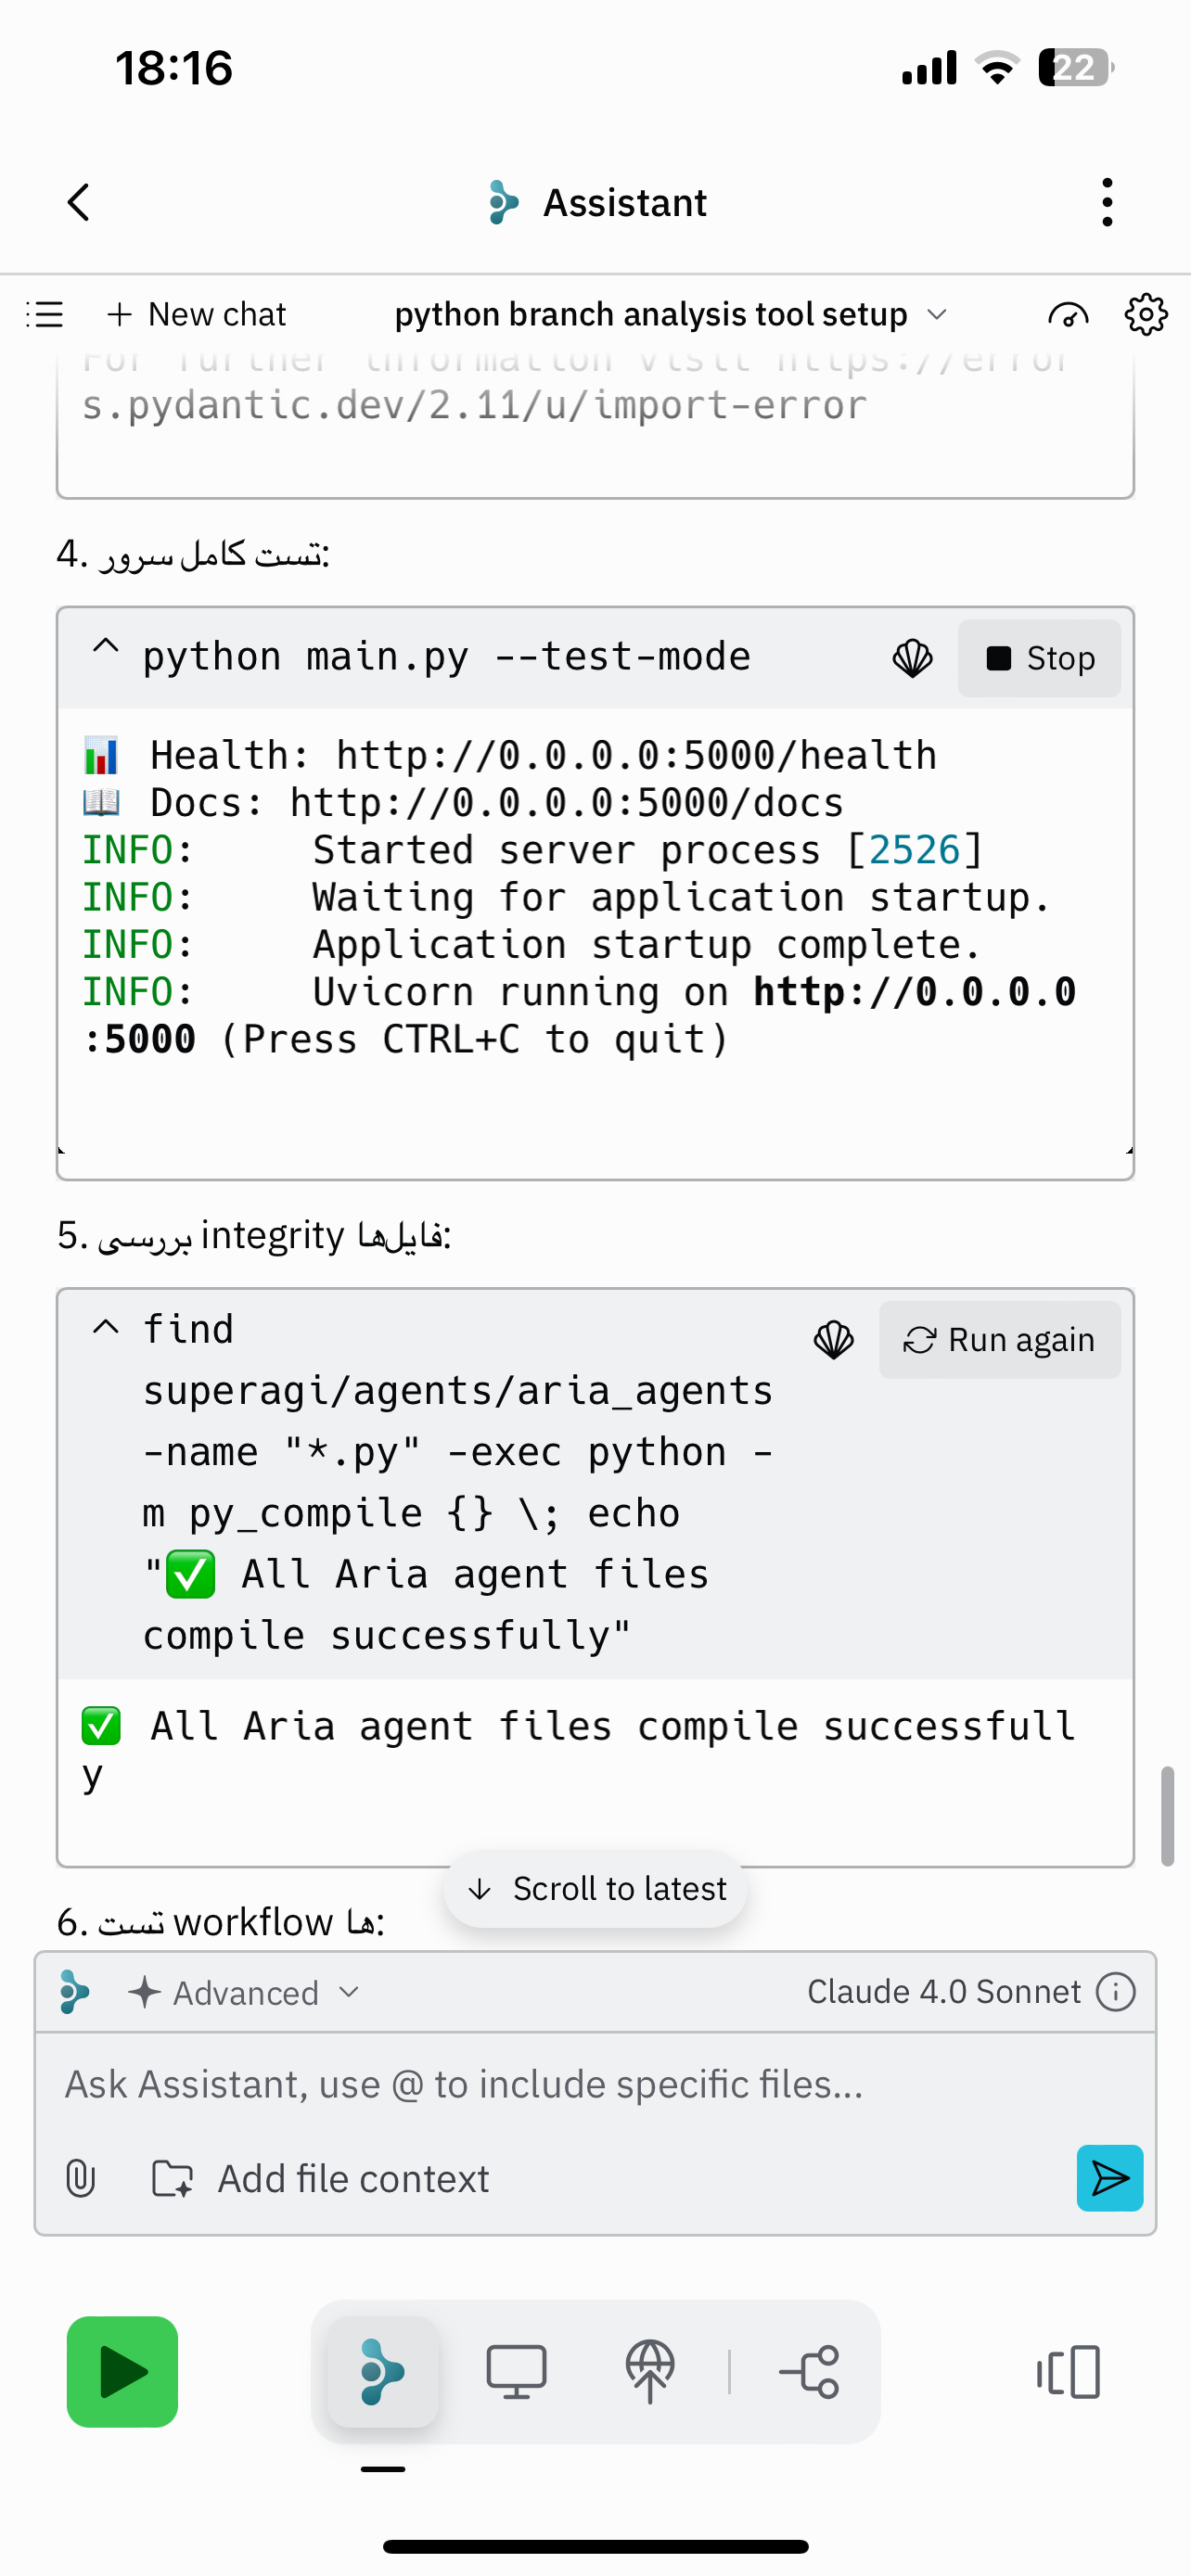 18:16
22
Assistant
New chat
python branch analysis tool setup
For further information visit https://error
s.pydantic.dev/2.11/u/import-error
4. تست کامل سرور:
python main.py --test-mode
Stop
📊 Health: http://0.0.0.0:5000/health
📖 Docs: http://0.0.0.0:5000/docs
INFO:     Started server process [2526]
INFO:     Waiting for application startup.
INFO:     Application startup complete.
INFO:     Uvicorn running on http://0.0.0.0
:5000 (Press CTRL+C to quit)
5. بررسی integrity فایل‌ها:
find
Run again
superagi/agents/aria_agents
-name "*.py" -exec python -
m py_compile {} \; echo
"✅ All Aria agent files
compile successfully"
✅ All Aria agent files compile successfull
y
Scroll to latest
6. تست workflow ها:
Advanced
Claude 4.0 Sonnet
Ask Assistant, use @ to include specific files...
Add file context